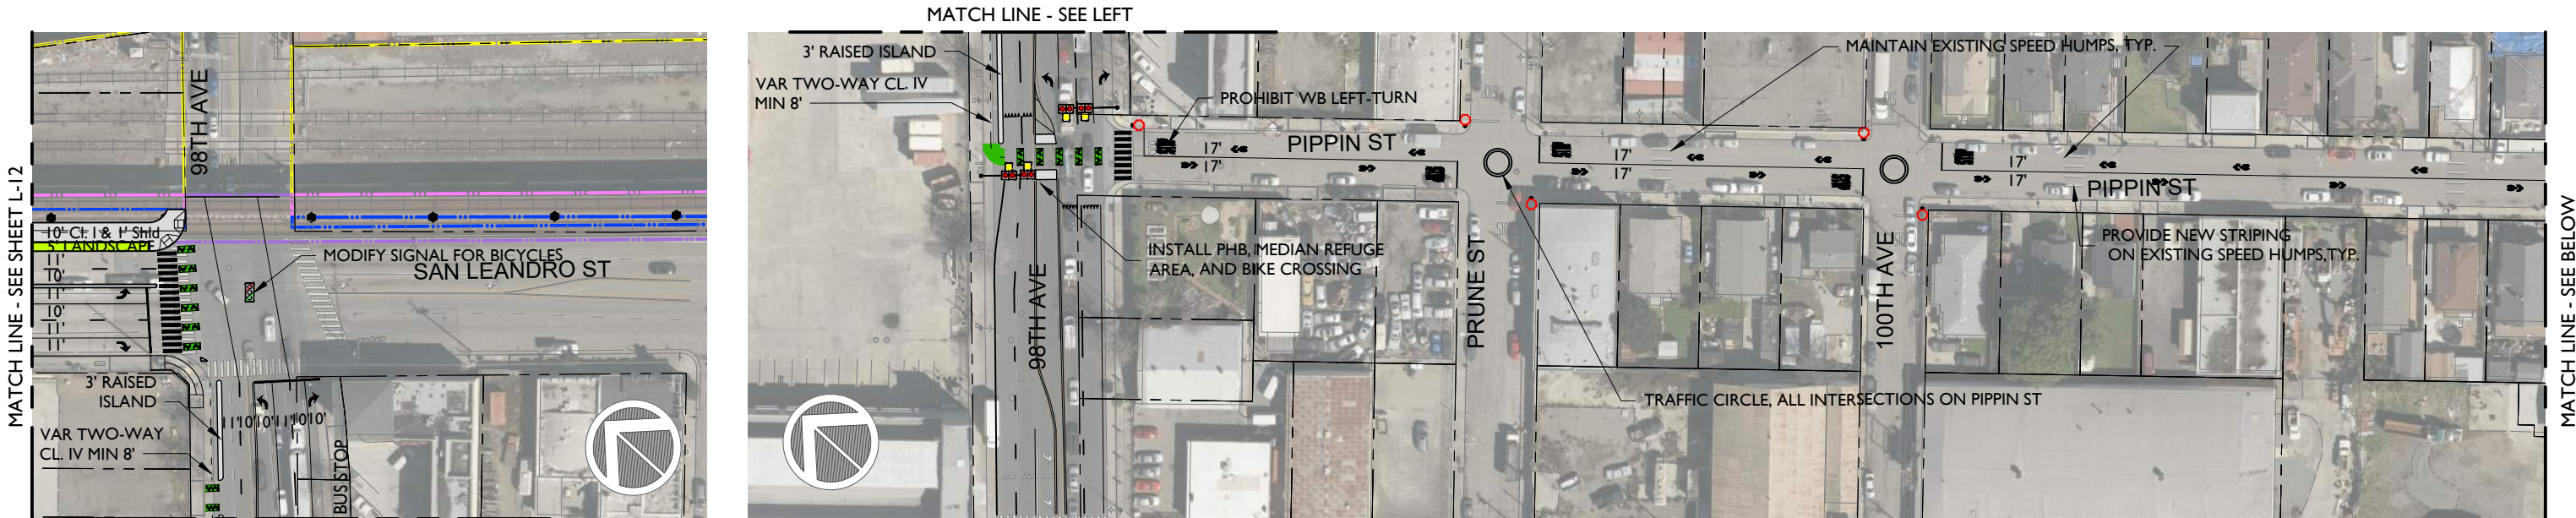 MATCH LINE - SEE SHEET L-12
98TH AVE
10' Cl. I & 1' Shld
5' LANDSCAPE
11'
10'
11'
10'
11'
MODIFY SIGNAL FOR BICYCLES
SAN LEANDRO ST
3' RAISED
ISLAND
VAR TWO-WAY
CL. IV MIN 8'
11'10'10'11'10'10'
BUS STOP
MATCH LINE - SEE LEFT
3' RAISED ISLAND
VAR TWO-WAY CL. IV
MIN 8'
PROHIBIT WB LEFT-TURN
PIPPIN ST
17'
17'
INSTALL PHB, MEDIAN REFUGE
AREA, AND BIKE CROSSING
98TH AVE
PRUNE ST
MAINTAIN EXISTING SPEED HUMPS, TYP.
17'
17'
100TH AVE
17'
17'
PIPPIN ST
PROVIDE NEW STRIPING
ON EXISTING SPEED HUMPS,TYP.
TRAFFIC CIRCLE, ALL INTERSECTIONS ON PIPPIN ST
MATCH LINE - SEE BELOW